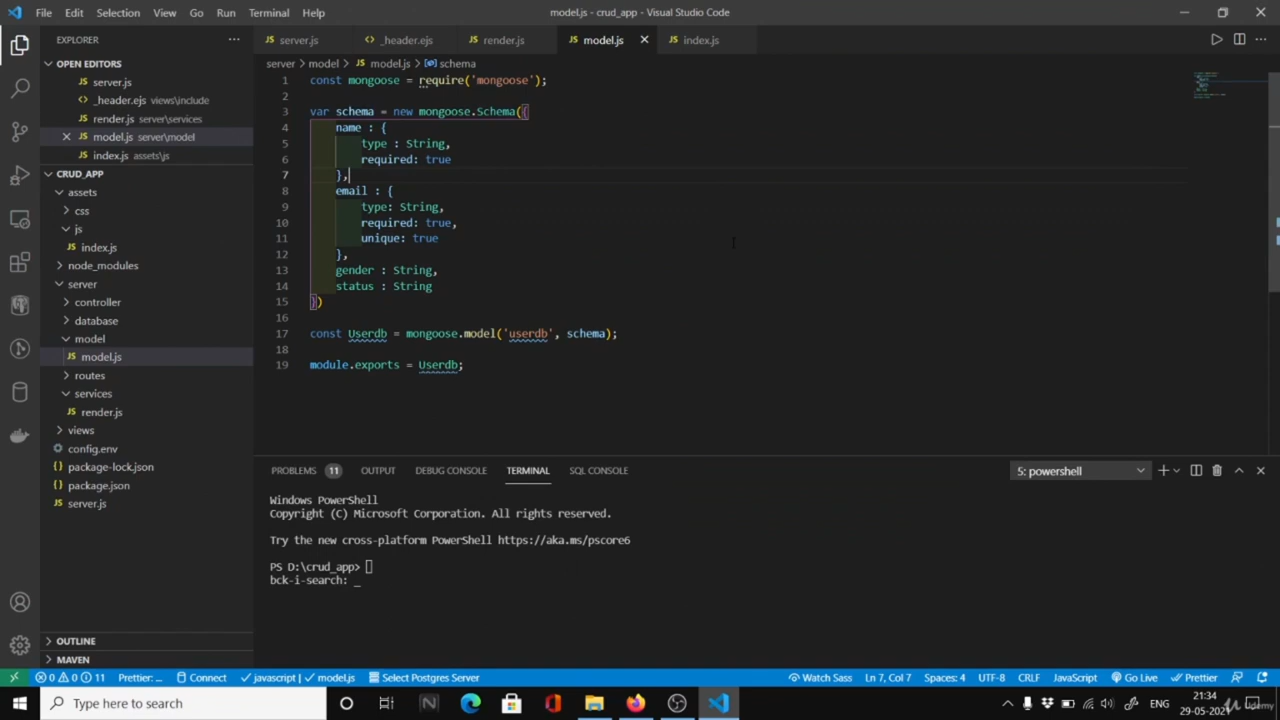 File Edit Selection View Go Run Terminal Help
model.js - crud_app - Visual Studio Code
EXPLORER
OPEN EDITORS
server.js
_header.ejs views\include
render.js server\services
model.js server\model
index.js assets\js
CRUD_APP
assets
css
js
index.js
node_modules
server
controller
database
model
model.js
routes
services
render.js
views
config.env
package-lock.json
package.json
server.js
OUTLINE
MAVEN
server.js _header.ejs render.js model.js index.js
server > model > model.js > schema
1 const mongoose = require('mongoose');
2
3 var schema = new mongoose.Schema({
4 name : {
5 type : String,
6 required: true
7 },
8 email : {
9 type: String,
10 required: true,
11 unique: true
12 },
13 gender : String,
14 status : String
15 })
16
17 const Userdb = mongoose.model('userdb', schema);
18
19 module.exports = Userdb;
PROBLEMS 11 OUTPUT DEBUG CONSOLE TERMINAL SQL CONSOLE 5: powershell
Windows PowerShell
Copyright (C) Microsoft Corporation. All rights reserved.
Try the new cross-platform PowerShell https://aka.ms/pscore6
PS D:\crud_app>
bck-i-search: _
0 0 11 Prettier: _ Connect javascript | model.js Select Postgres Server Watch Sass Ln 7, Col 7 Spaces: 4 UTF-8 CRLF JavaScript Go Live Prettier
Type here to search
ENG
21:34
29-05-2021
Udemy